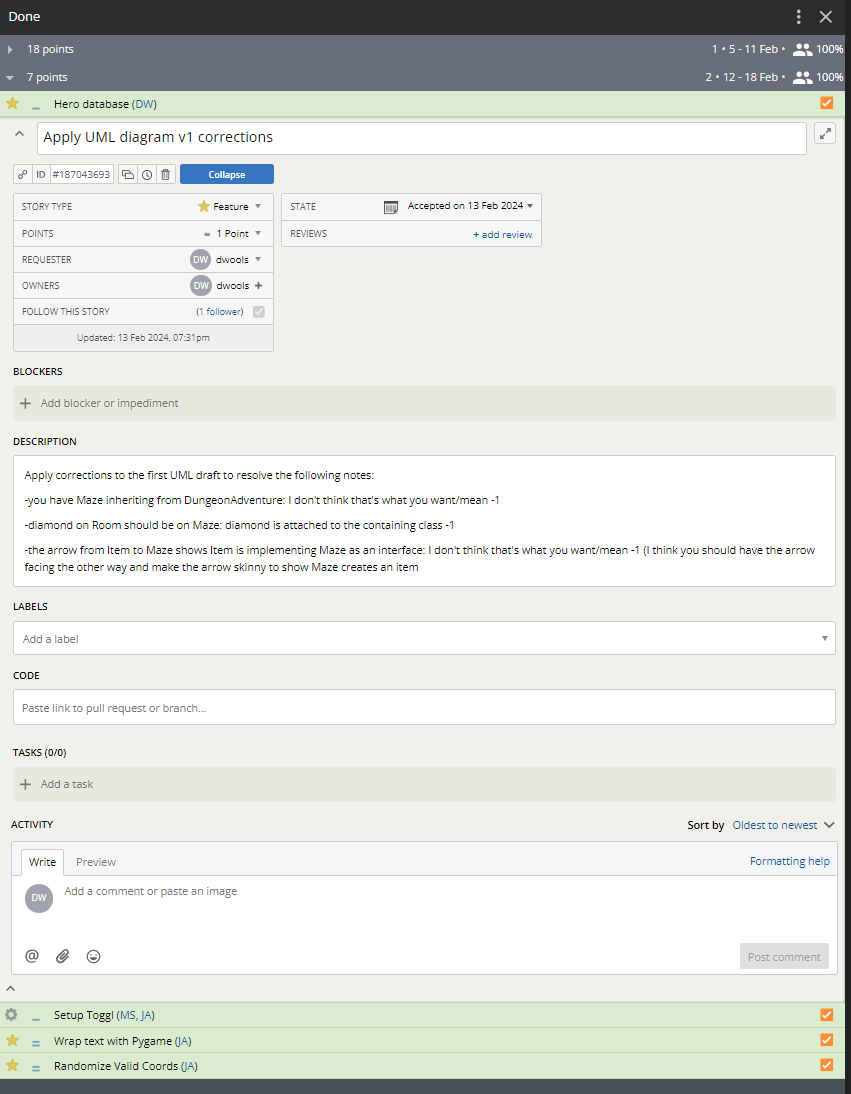 Done
18 points 1 • 5 - 11 Feb • 100%
7 points 2 • 12 - 18 Feb • 100%
Hero database (DW)
Apply UML diagram v1 corrections
ID #187043693 Collapse
STORY TYPE Feature STATE Accepted on 13 Feb 2024
POINTS 1 Point REVIEWS + add review
REQUESTER DW dwools
OWNERS DW dwools +
FOLLOW THIS STORY (1 follower)
Updated: 13 Feb 2024, 07:31pm
BLOCKERS
+ Add blocker or impediment
DESCRIPTION
Apply corrections to the first UML draft to resolve the following notes:
-you have Maze inheriting from DungeonAdventure: I don't think that's what you want/mean -1
-diamond on Room should be on Maze: diamond is attached to the containing class -1
-the arrow from Item to Maze shows Item is implementing Maze as an interface: I don't think that's what you want/mean -1 (I think you should have the arrow
facing the other way and make the arrow skinny to show Maze creates an item
LABELS
Add a label
CODE
Paste link to pull request or branch...
TASKS (0/0)
+ Add a task
ACTIVITY Sort by Oldest to newest
Write Preview Formatting help
DW Add a comment or paste an image
@ Post comment
Setup Toggl (MS, JA)
Wrap text with Pygame (JA)
Randomize Valid Coords (JA)